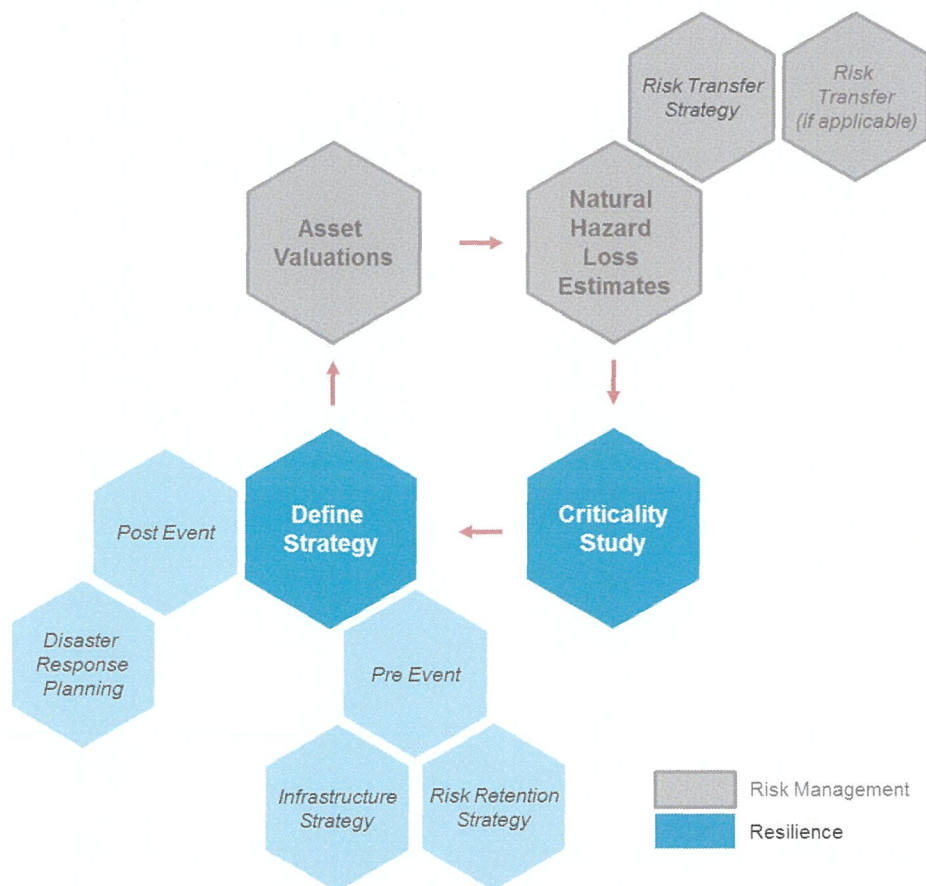 Risk Transfer
Strategy
Risk
Transfer
(if applicable)
Asset
Valuations
Natural
Hazard
Loss
Estimates
Post Event
Define
Strategy
Criticality
Study
Disaster
Response
Planning
Pre Event
Infrastructure
Strategy
Risk Retention
Strategy
Risk Management
Resilience